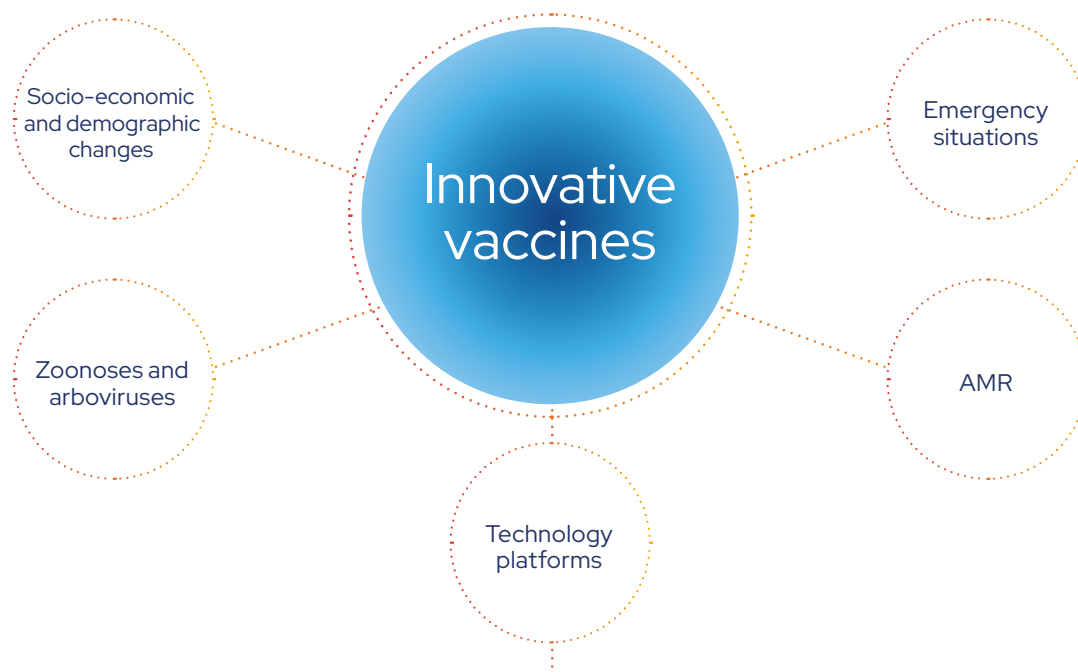 Socio-economic
and demographic
changes
Innovative
vaccines
Emergency
situations
Zoonoses and
arboviruses
AMR
Technology
platforms